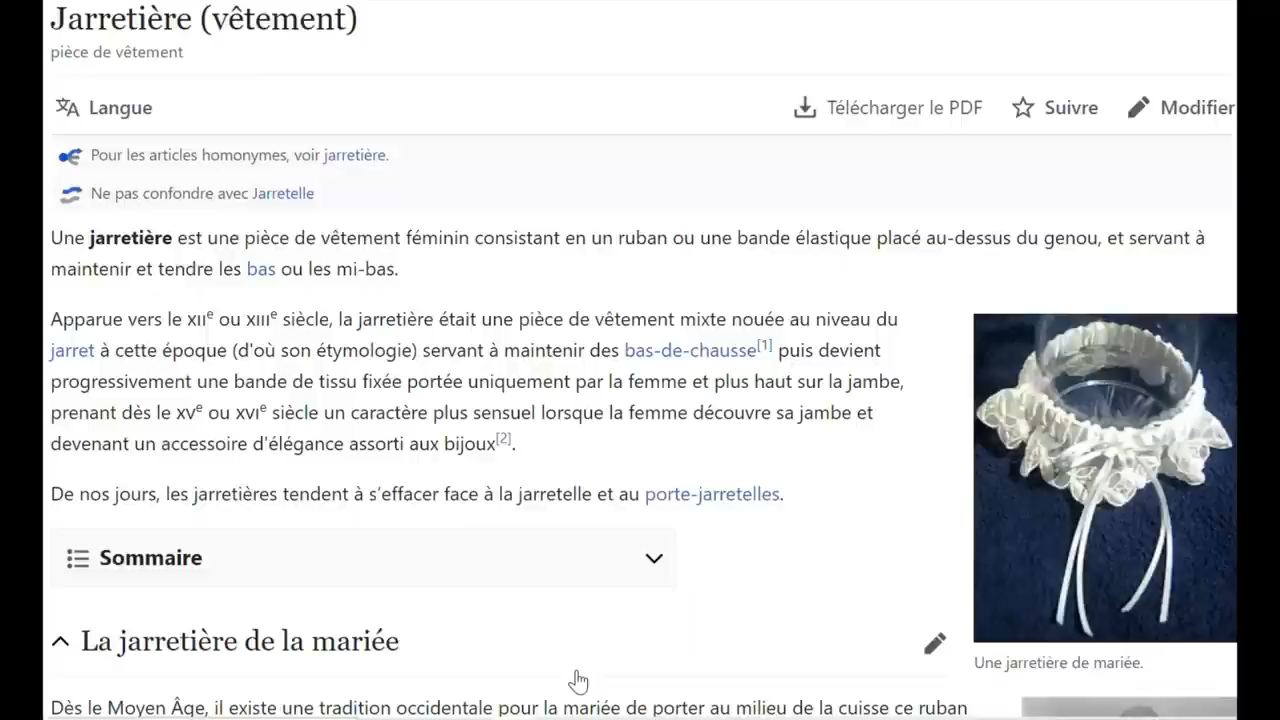 Jarretière (vêtement)
pièce de vêtement
Langue
Télécharger le PDF
Suivre
Modifier
Pour les articles homonymes, voir jarretière.
Ne pas confondre avec Jarretelle
Une jarretière est une pièce de vêtement féminin consistant en un ruban ou une bande élastique placé au-dessus du genou, et servant à
maintenir et tendre les bas ou les mi-bas.
Apparue vers le XIIe ou XIIIe siècle, la jarretière était une pièce de vêtement mixte nouée au niveau du
jarret à cette époque (d'où son étymologie) servant à maintenir des bas-de-chausse[1] puis devient
progressivement une bande de tissu fixée portée uniquement par la femme et plus haut sur la jambe,
prenant dès le XVe ou XVIe siècle un caractère plus sensuel lorsque la femme découvre sa jambe et
devenant un accessoire d'élégance assorti aux bijoux[2].
De nos jours, les jarretières tendent à s’effacer face à la jarretelle et au porte-jarretelles.
Sommaire
La jarretière de la mariée
Une jarretière de mariée.
Dès le Moyen Âge, il existe une tradition occidentale pour la mariée de porter au milieu de la cuisse ce ruban